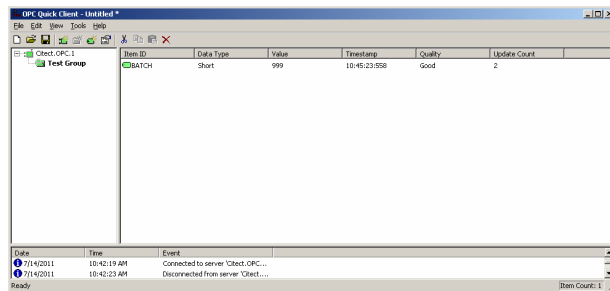 OPC Quick Client - Untitled *
File Edit View Tools Help
Citect.OPC.1
Test Group
Item ID Data Type Value Timestamp Quality Update Count
BATCH Short 999 10:45:23:558 Good 2
Date Time Event
7/14/2011 10:42:19 AM Connected to server 'Citect.OPC...
7/14/2011 10:42:23 AM Disconnected from server 'Citect....
Ready Item Count: 1